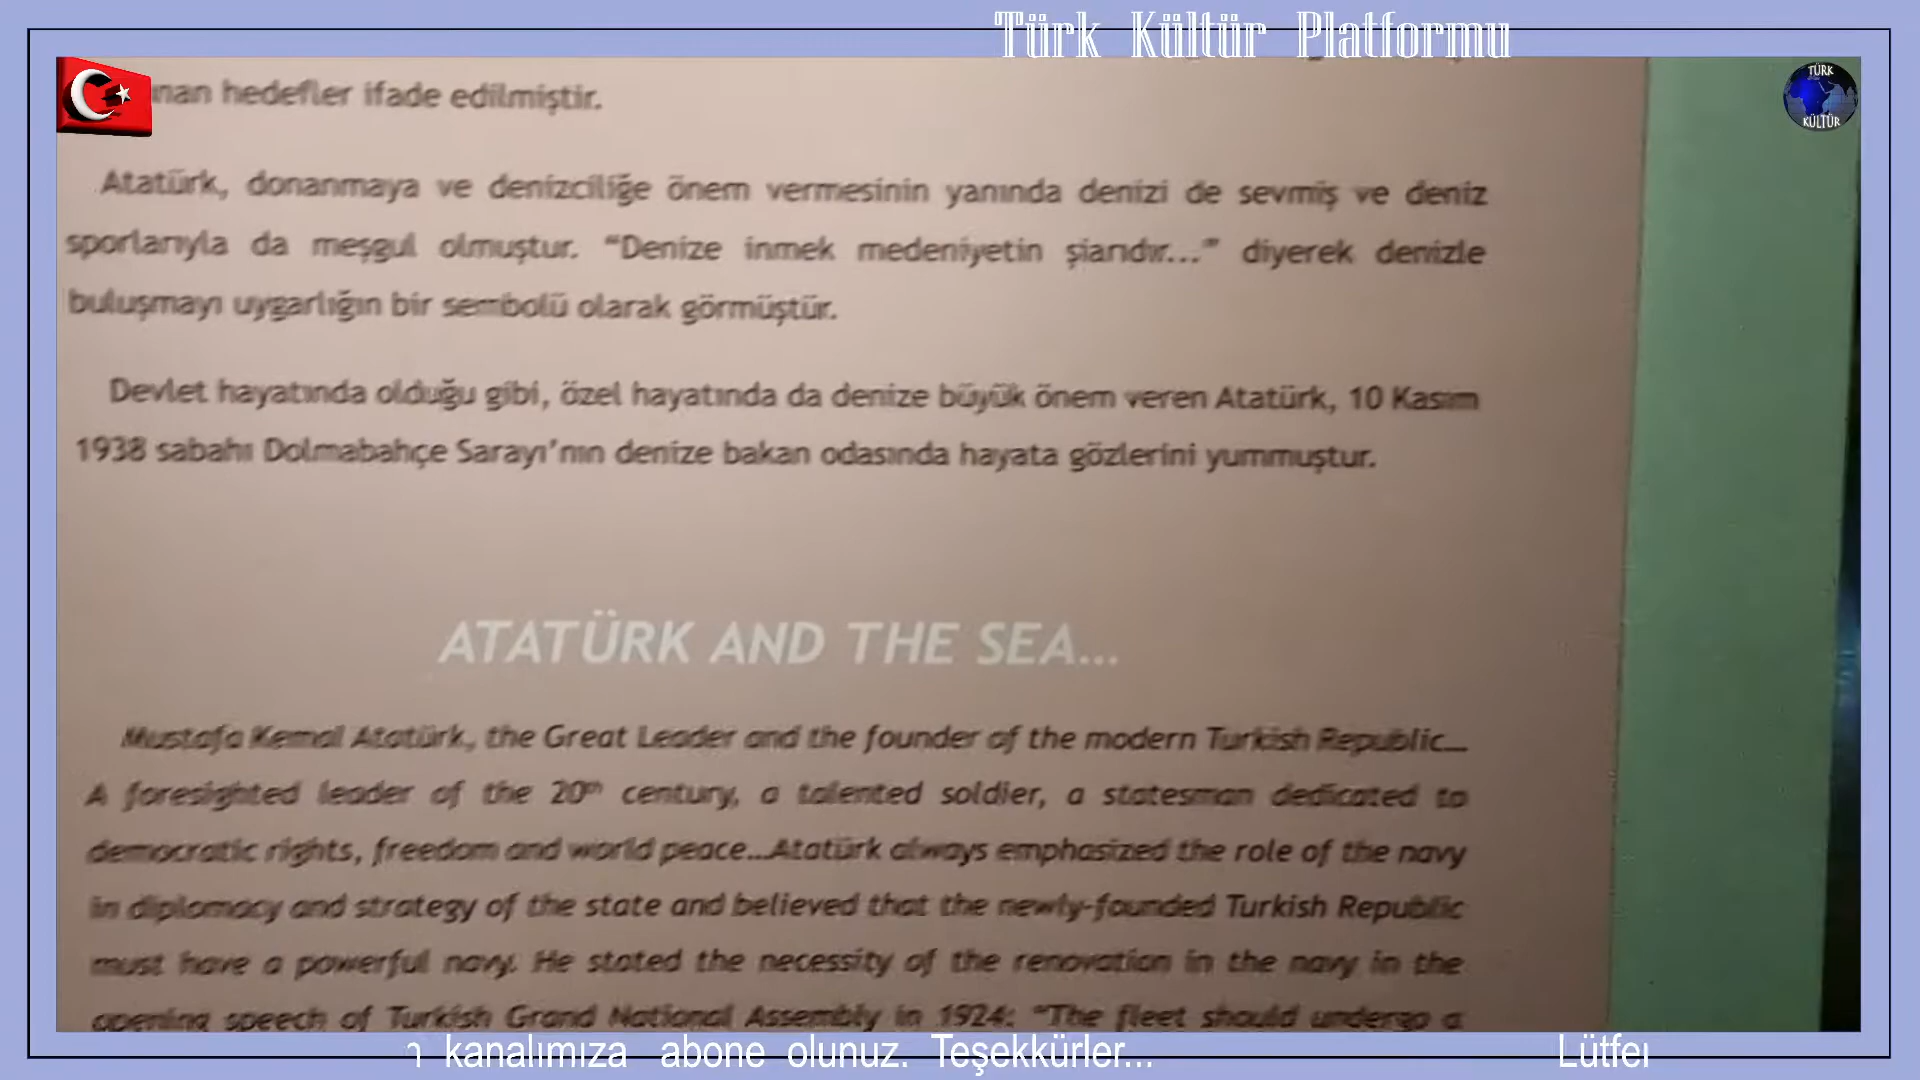 Türk Kültür Platformu
TÜRK
KÜLTÜR
hedefler ifade edilmiştir.
Atatürk, donanmaya ve denizciliğe önem vermesinin yanında denizi de sevmiş ve deniz
sporlarıyla da meşgul olmuştur. “Denize inmek medeniyetin şiarıdır...” diyerek denizle
buluşmayı uygarlığın bir sembolü olarak görmüştür.
Devlet hayatında olduğu gibi, özel hayatında da denize büyük önem veren Atatürk, 10 Kasım
1938 sabahı Dolmabahçe Sarayı’nın denize bakan odasında hayata gözlerini yummuştur.
ATATÜRK AND THE SEA...
Mustafa Kemal Atatürk, the Great Leader and the founder of the modern Turkish Republic...
A foresighted leader of the 20th century, a talented soldier, a statesman dedicated to
democratic rights, freedom and world peace...Atatürk always emphasized the role of the navy
in diplomacy and strategy of the state and believed that the newly-founded Turkish Republic
must have a powerful navy. He stated the necessity of the renovation in the navy in the
opening speech of Turkish Grand National Assembly in 1924: “The fleet should undergo a
kanalımıza abone olunuz. Teşekkürler...